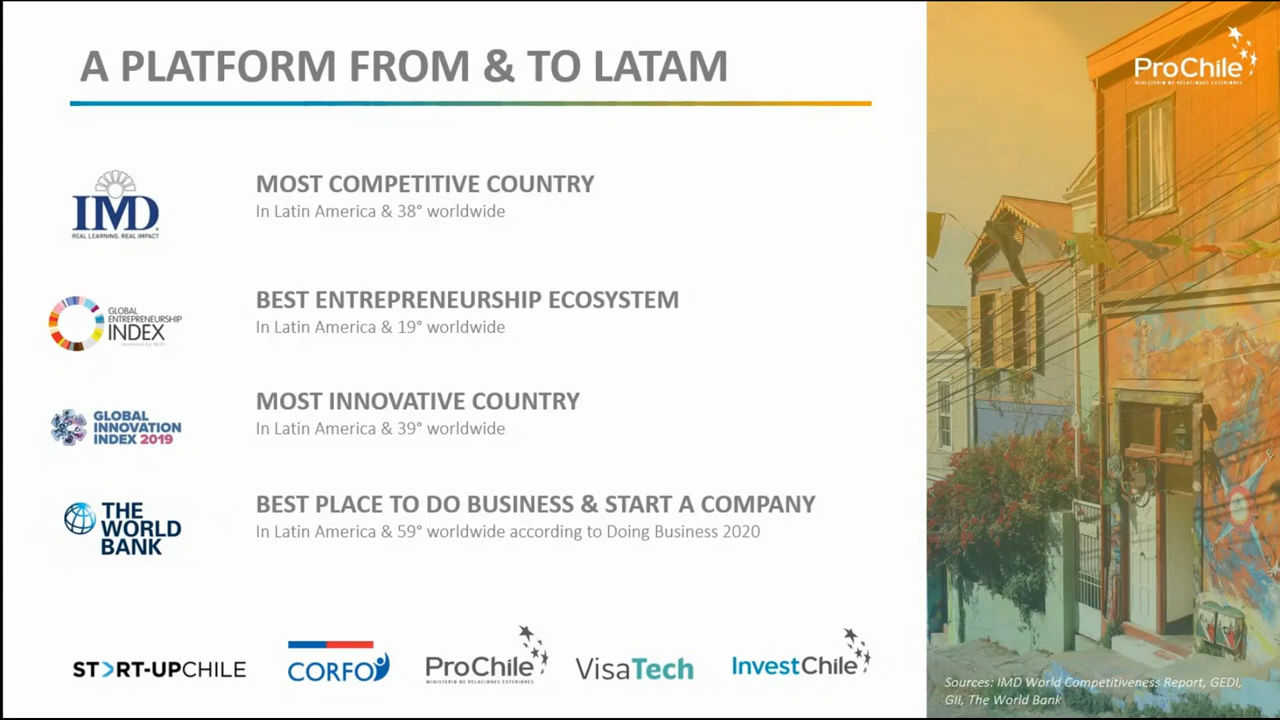 A PLATFORM FROM & TO LATAM
ProChile
MINISTERIO DE RELACIONES EXTERIORES
IMD
REAL LEARNING. REAL IMPACT
MOST COMPETITIVE COUNTRY
In Latin America & 38° worldwide
GLOBAL
ENTREPRENEURSHIP
INDEX
powered by GEDI
BEST ENTREPRENEURSHIP ECOSYSTEM
In Latin America & 19° worldwide
GLOBAL
INNOVATION
INDEX 2019
MOST INNOVATIVE COUNTRY
In Latin America & 39° worldwide
THE
WORLD
BANK
BEST PLACE TO DO BUSINESS & START A COMPANY
In Latin America & 59° worldwide according to Doing Business 2020
START-UPCHILE
CORFO
ProChile
MINISTERIO DE RELACIONES EXTERIORES
VisaTech
InvestChile
Sources: IMD World Competitiveness Report, GEDI,
GII, The World Bank